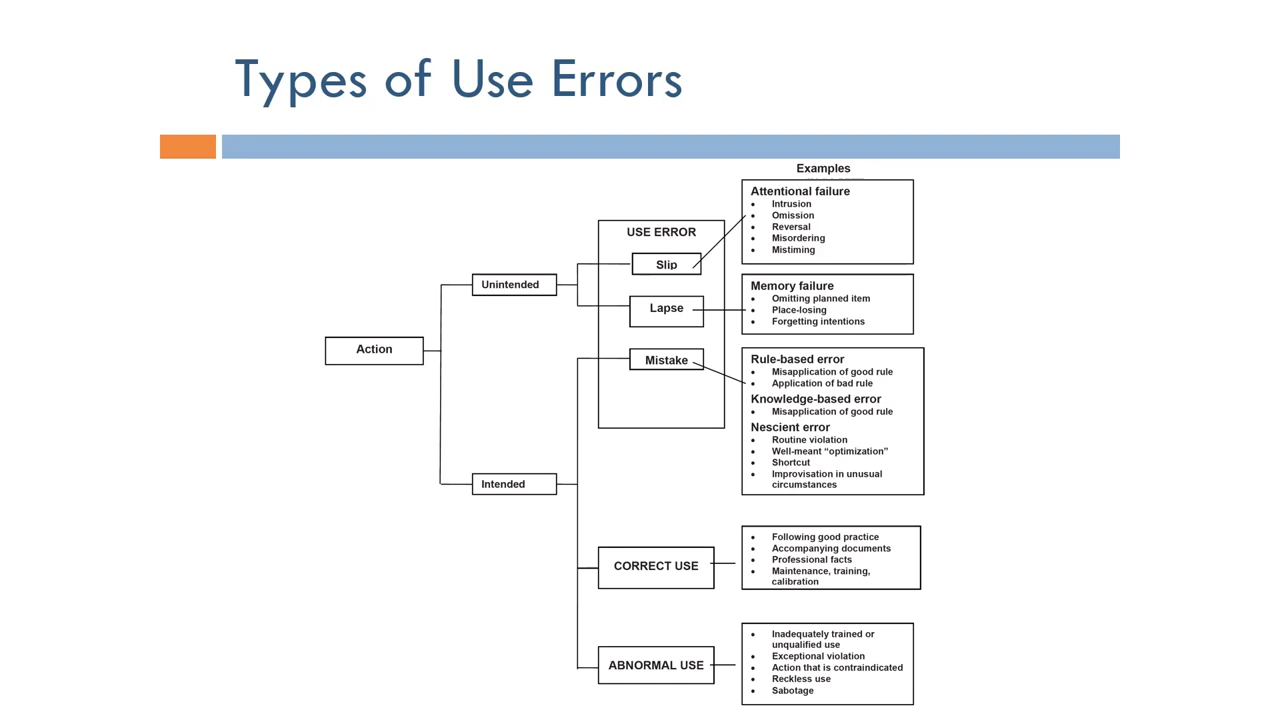 Types of Use Errors
Examples
Attentional failure
• Intrusion
• Omission
• Reversal
• Misordering
• Mistiming
USE ERROR
Slip
Unintended
Memory failure
• Omitting planned item
• Place-losing
• Forgetting intentions
Lapse
Action
Mistake
Rule-based error
• Misapplication of good rule
• Application of bad rule
Knowledge-based error
• Misapplication of good rule
Nescient error
• Routine violation
• Well-meant “optimization”
• Shortcut
• Improvisation in unusual
circumstances
Intended
CORRECT USE
• Following good practice
• Accompanying documents
• Professional facts
• Maintenance, training,
calibration
ABNORMAL USE
• Inadequately trained or
unqualified use
• Exceptional violation
• Action that is contraindicated
• Reckless use
• Sabotage